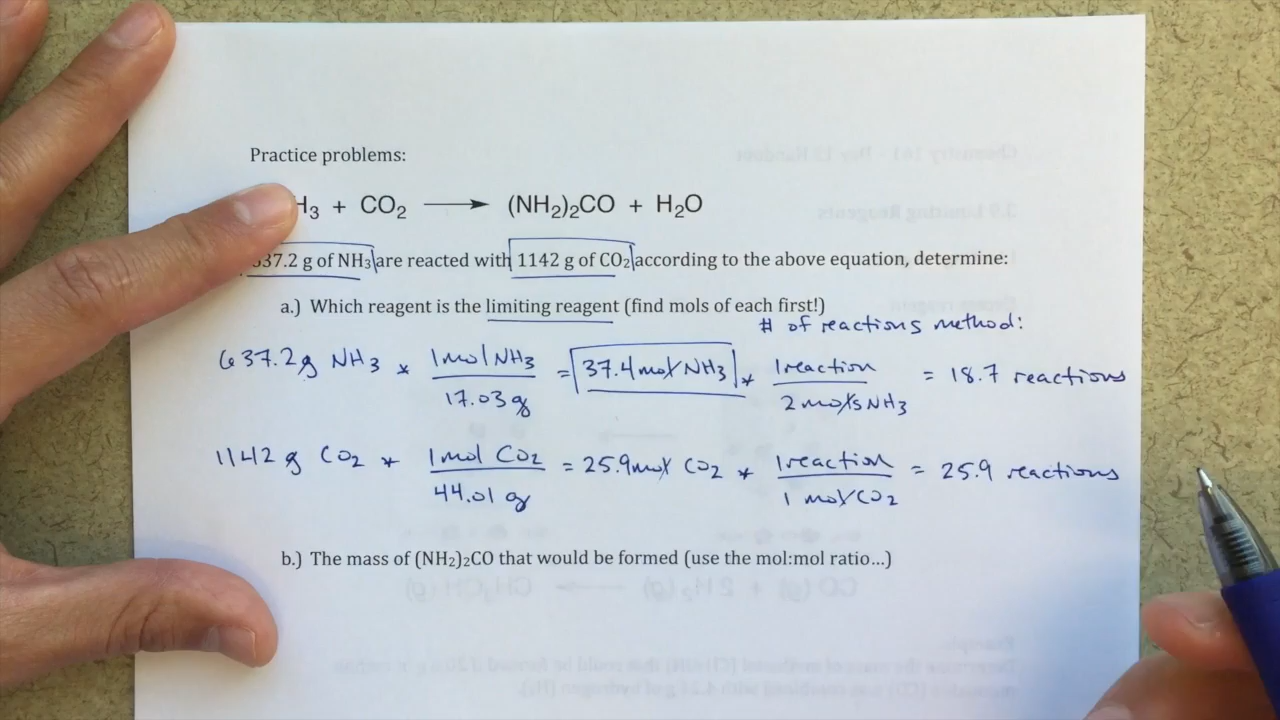 Practice problems:
H3 + CO2 ⟶ (NH2)2CO + H2O
37.2 g of NH3 are reacted with 1142 g of CO2 according to the above equation, determine:
a.) Which reagent is the limiting reagent (find mols of each first!)
# of reactions method:
637.2g NH3 * 1mol NH3 / 17.03 g = 37.4 mol NH3 * 1 reaction / 2 mols NH3 = 18.7 reactions
1142 g CO2 * 1 mol CO2 / 44.01 g = 25.9 mol CO2 * 1 reaction / 1 mol CO2 = 25.9 reactions
b.) The mass of (NH2)2CO that would be formed (use the mol:mol ratio...)